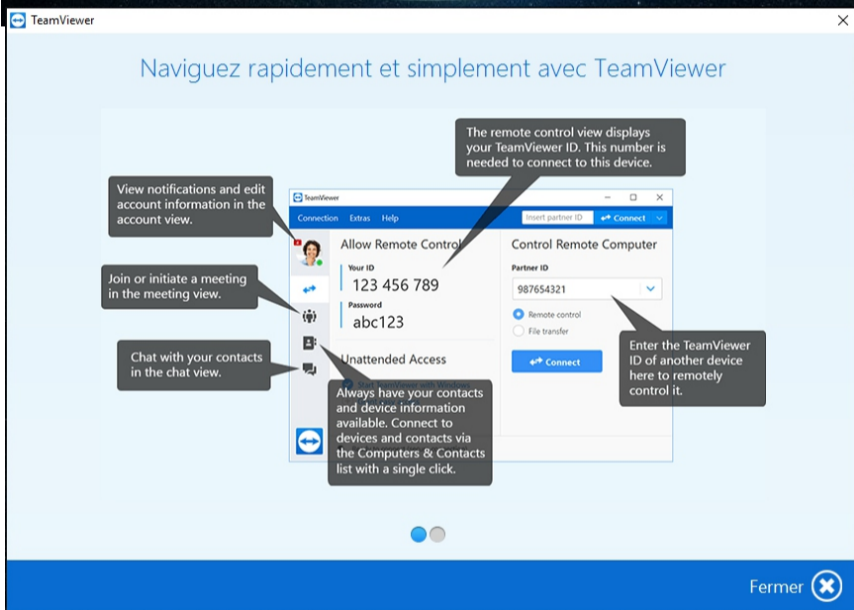 TeamViewer
Naviguez rapidement et simplement avec TeamViewer
The remote control view displays
your TeamViewer ID. This number is
needed to connect to this device.
View notifications and edit
account information in the
account view.
TeamViewer
Connection Extras Help
Insert partner ID
Connect
Allow Remote Control
Control Remote Computer
Your ID
123 456 789
Partner ID
987654321
Join or initiate a meeting
in the meeting view.
Password
abc123
Remote control
File transfer
Connect
Enter the TeamViewer
ID of another device
here to remotely
control it.
Chat with your contacts
in the chat view.
Unattended Access
Start TeamViewer with Windows
Always have your contacts
and device information
available. Connect to
devices and contacts via
the Computers & Contacts
list with a single click.
Fermer